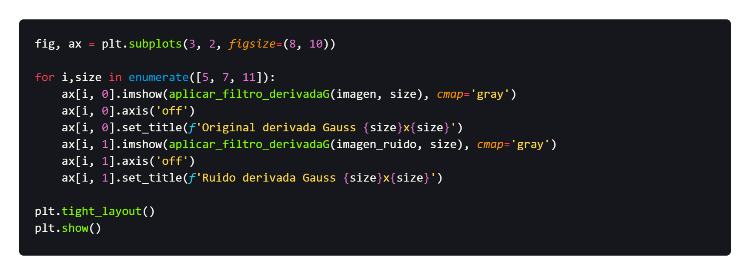 fig, ax = plt.subplots(3, 2, figsize=(8, 10))

for i,size in enumerate([5, 7, 11]):
    ax[i, 0].imshow(aplicar_filtro_derivadaG(imagen, size), cmap='gray')
    ax[i, 0].axis('off')
    ax[i, 0].set_title(f'Original derivada Gauss {size}x{size}')
    ax[i, 1].imshow(aplicar_filtro_derivadaG(imagen_ruido, size), cmap='gray')
    ax[i, 1].axis('off')
    ax[i, 1].set_title(f'Ruido derivada Gauss {size}x{size}')

plt.tight_layout()
plt.show()